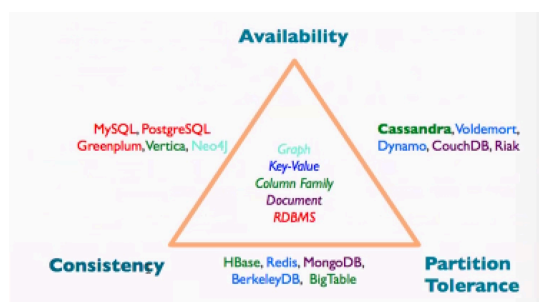 Availability
MySQL, PostgreSQL
Greenplum, Vertica, Neo4J
Cassandra, Voldemort,
Dynamo, CouchDB, Riak
Graph
Key-Value
Column Family
Document
RDBMS
Consistency
HBase, Redis, MongoDB,
BerkeleyDB, BigTable
Partition
Tolerance